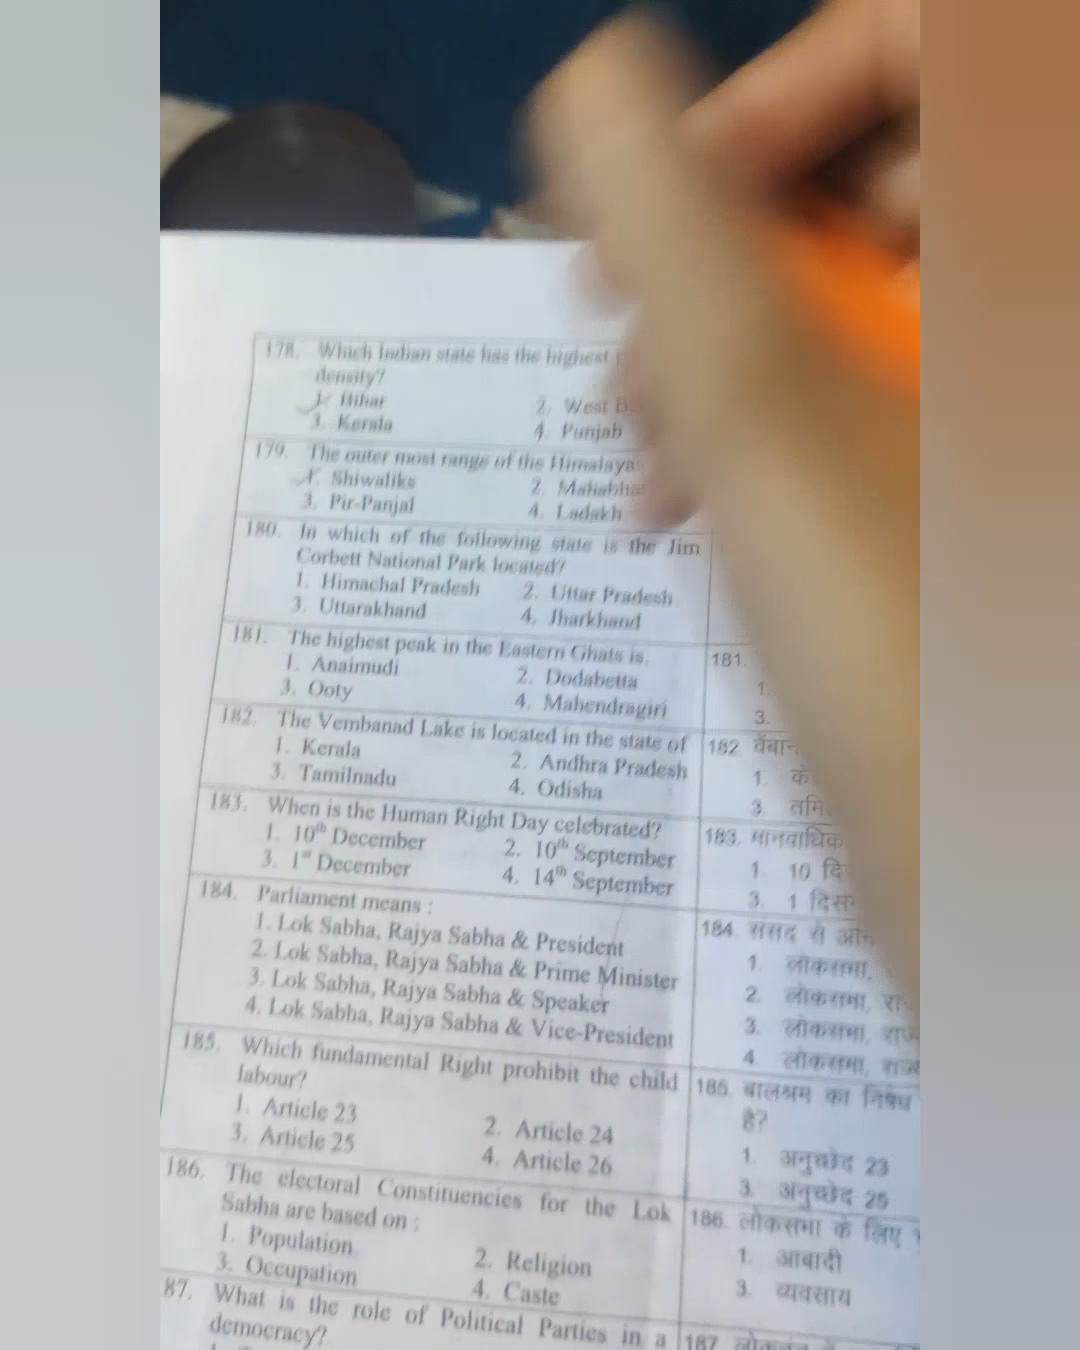 178. Which Indian state has the highest
density?
1. Bihar 2. West
3. Kerala 4. Punjab
179. The outer most range of the Himalaya
1. Shiwaliks 2.
3. Pir-Panjal 4. Ladakh
180. In which of the following state is the Jim
Corbett National Park located?
1. Himachal Pradesh 2. Uttar Pradesh
3. Uttarakhand 4. Jharkhand
181. The highest peak in the Eastern Ghats is.
1. Anaimudi 2. Dodabetta
3. Ooty 4. Mahendragiri
182. The Vembanad Lake is located in the state of
1. Kerala 2. Andhra Pradesh
3. Tamilnadu 4. Odisha
183. When is the Human Right Day celebrated?
1. 10th December 2. 10th September
3. 1st December 4. 14th September
184. Parliament means :
1. Lok Sabha, Rajya Sabha & President
2. Lok Sabha, Rajya Sabha & Prime Minister
3. Lok Sabha, Rajya Sabha & Speaker
4. Lok Sabha, Rajya Sabha & Vice-President
185. Which fundamental Right prohibit the child
labour?
1. Article 23 2. Article 24
3. Article 25 4. Article 26
186. The electoral Constituencies for the Lok
Sabha are based on :
1. Population 2. Religion
3. Occupation 4. Caste
87. What is the role of Political Parties in a
democracy?
181.
1.
3.
182
1.
3.
183.
1. 10
3. 1
184. संसद से
1. लोकसभा,
2. लोकसभा,
3. लोकसभा,
4. लोकसभा,
185. बालश्रम का निषेध
है?
1. अनुच्छेद 23
3. अनुच्छेद 25
186. लोकसभा के लिए
1. आबादी
3. व्यवसाय
187